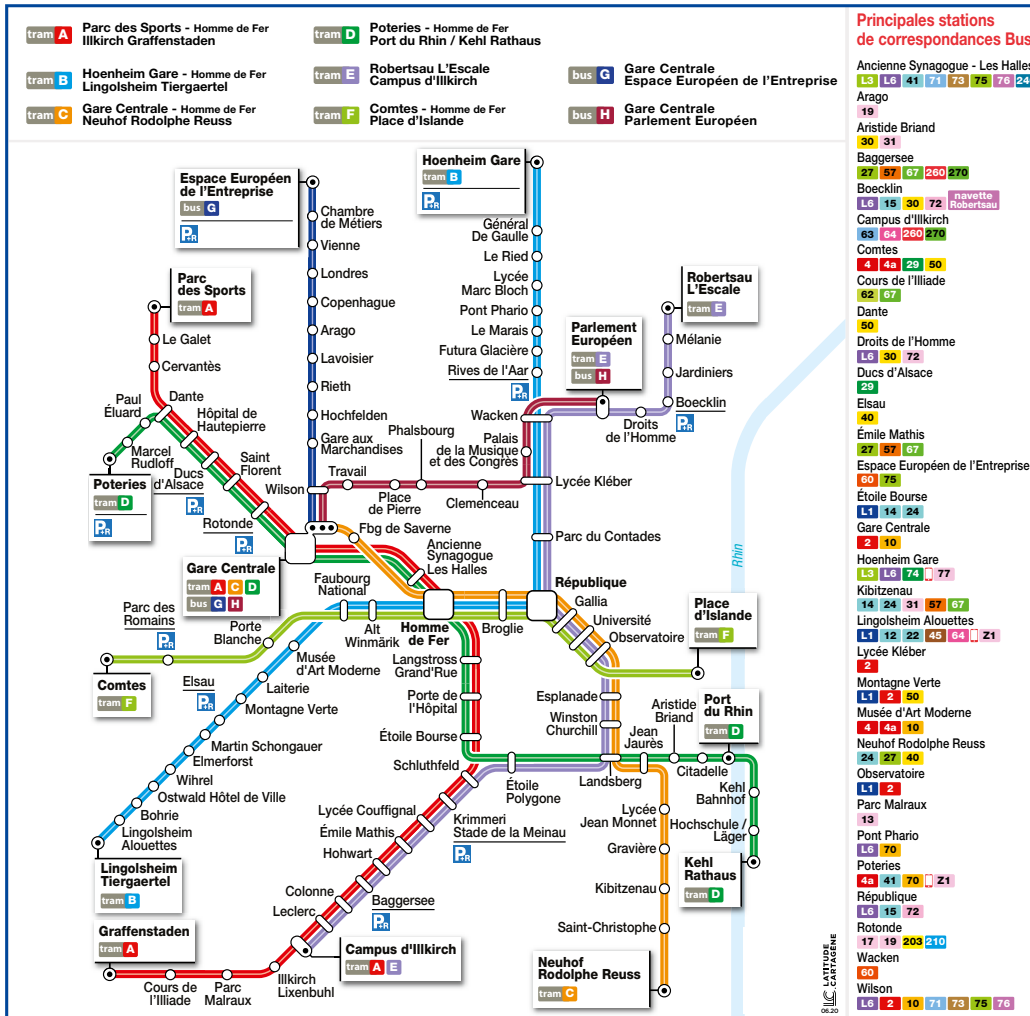 tram A Parc des Sports - Homme de Fer
Illkirch Graffenstaden
tram B Hoenheim Gare - Homme de Fer
Lingolsheim Tiergaertel
tram C Gare Centrale - Homme de Fer
Neuhof Rodolphe Reuss
tram D Poteries - Homme de Fer
Port du Rhin / Kehl Rathaus
tram E Robertsau L'Escale
Campus d'Illkirch
tram F Comtes - Homme de Fer
Place d'Islande
bus G Gare Centrale
Espace Européen de l'Entreprise
bus H Gare Centrale
Parlement Européen
Espace Européen
de l'Entreprise
bus G
P+R
Chambre
de Métiers
Vienne
Londres
Copenhague
Arago
Lavoisier
Rieth
Hochfelden
Gare aux
Marchandises
Wilson
Hoenheim Gare
tram B
P+R
Général
De Gaulle
Le Ried
Lycée
Marc Bloch
Pont Phario
Le Marais
Futura Glacière
Rives de l'Aar
P+R
Wacken
Palais
de la Musique
et des Congrès
Lycée Kléber
Parc du Contades
Robertsau
L'Escale
tram E
Mélanie
Jardiniers
Boecklin
P+R
Droits
de l'Homme
Parlement
Européen
tram E
bus H
Parc
des Sports
tram A
Le Galet
Cervantès
Dante
Hôpital de
Hautepierre
Paul
Éluard
Marcel
Rudloff
Ducs
d'Alsace
P+R
Saint
Florent
Rotonde
P+R
Poteries
tram D
P+R
Travail
Place
de Pierre
Phalsbourg
Clemenceau
Fbg de Saverne
Ancienne
Synagogue
Les Halles
Gare Centrale
tram A C D
bus G H
Faubourg
National
Alt
Winmärik
Homme
de Fer
Broglie
République
Gallia
Université
Observatoire
Place
d'Islande
tram F
Parc des
Romains
P+R
Porte
Blanche
Comtes
tram F
Musée
d'Art Moderne
Laiterie
Montagne Verte
Elsau
P+R
Martin Schongauer
Elmerforst
Wihrel
Ostwald Hôtel de Ville
Bohrie
Lingolsheim
Alouettes
Lingolsheim
Tiergaertel
tram B
Langstross
Grand'Rue
Porte de
l'Hôpital
Étoile Bourse
Schluthfeld
Étoile
Polygone
Landsberg
Esplanade
Winston
Churchill
Jean
Jaurès
Aristide
Briand
Citadelle
Port
du Rhin
tram D
Kehl
Bahnhof
Hochschule /
Läger
Kehl
Rathaus
tram D
Lycée
Jean Monnet
Gravière
Kibitzenau
Saint-Christophe
Neuhof
Rodolphe Reuss
tram C
Krimmeri
Stade de la Meinau
P+R
Lycée Couffignal
Émile Mathis
Hohwart
Baggersee
P+R
Colonne
Leclerc
Campus d'Illkirch
tram A E
Illkirch
Lixenbuhl
Parc
Malraux
Cours de
l'Illiade
Graffenstaden
tram A
Rhin
LATITUDE
CARTAGÈNE
06.20
Principales stations
de correspondances Bus
Ancienne Synagogue - Les Halles
L3 L6 41 71 73 75 76 24
Arago
19
Aristide Briand
30 31
Baggersee
27 57 67 260 270
Boecklin
L6 15 30 72 navette
Robertsau
Campus d'Illkirch
63 64 260 270
Comtes
4 4a 29 50
Cours de l'Illiade
62 67
Dante
50
Droits de l'Homme
L6 30 72
Ducs d'Alsace
29
Elsau
40
Émile Mathis
27 57 67
Espace Européen de l'Entreprise
60 75
Étoile Bourse
L1 14 24
Gare Centrale
2 10
Hoenheim Gare
L3 L6 74 77
Kibitzenau
14 24 31 57 67
Lingolsheim Alouettes
L1 12 22 45 64 Z1
Lycée Kléber
2
Montagne Verte
L1 2 50
Musée d'Art Moderne
4 4a 10
Neuhof Rodolphe Reuss
24 27 40
Observatoire
L1 2
Parc Malraux
13
Pont Phario
L6 70
Poteries
4a 41 70 Z1
République
L6 15 72
Rotonde
17 19 203 210
Wacken
60
Wilson
L6 2 10 71 73 75 76